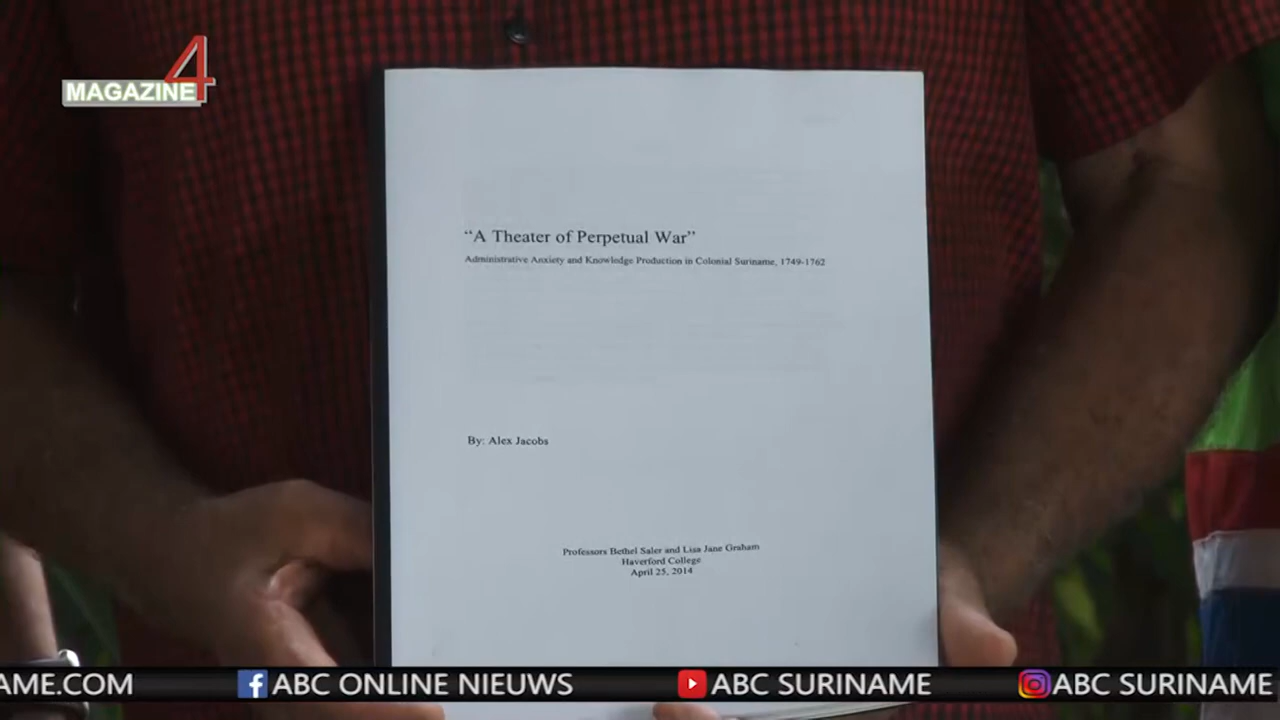 MAGAZINE 4
“A Theater of Perpetual War”
Administrative Anxiety and Knowledge Production in Colonial Suriname, 1749-1762
By: Alex Jacobs
Professors Bethel Saler and Lisa Jane Graham
Haverford College
April 25, 2014
AME.COM ABC ONLINE NIEUWS ABC SURINAME ABC SURINAME